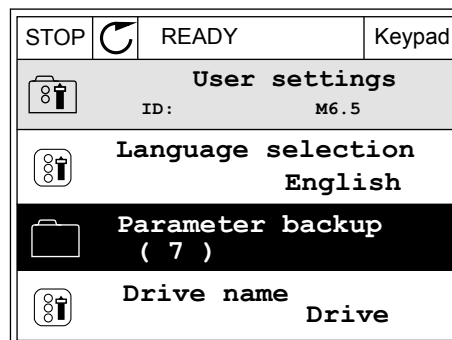 STOP READY Keypad
User settings
ID: M6.5
Language selection
English
Parameter backup
( 7 )
Drive name
Drive